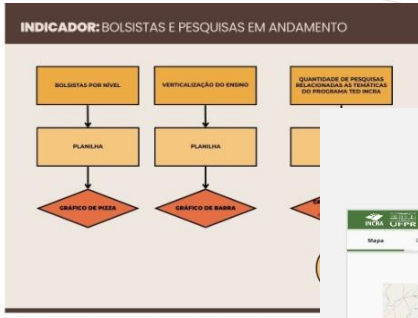 INDICADOR: BOLSISTAS E PESQUISAS EM ANDAMENTO
BOLSISTAS POR NÍVEL
VERTICALIZAÇÃO DO ENSINO
QUANTIDADE DE PESQUISAS
RELACIONADAS AS TEMÁTICAS
DO PROGRAMA TED INCRA
PLANILHA
PLANILHA
GRÁFICO DE PIZZA
GRÁFICO DE BARRA
INCRA
UFPR
Mapa